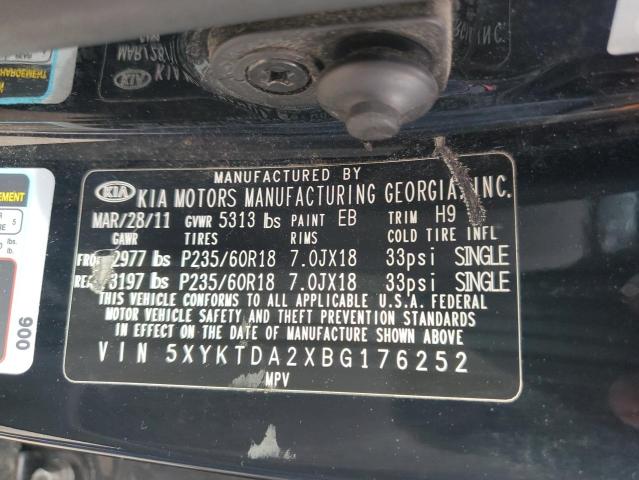 MANUFACTURED BY
KIA KIA MOTORS MANUFACTURING GEORGIA, INC.
MAR/28/11 GVWR 5313 lbs PAINT EB TRIM H9
GAWR TIRES RIMS COLD TIRE INFL
2977 lbs P235/60R18 7.0JX18 33psi SINGLE
3197 lbs P235/60R18 7.0JX18 33psi SINGLE
THIS VEHICLE CONFORMS TO ALL APPLICABLE U.S.A. FEDERAL
MOTOR VEHICLE SAFETY AND THEFT PREVENTION STANDARDS
IN EFFECT ON THE DATE OF MANUFACTURE SHOWN ABOVE
VIN 5XYKTDA2XBG176252
MPV
006